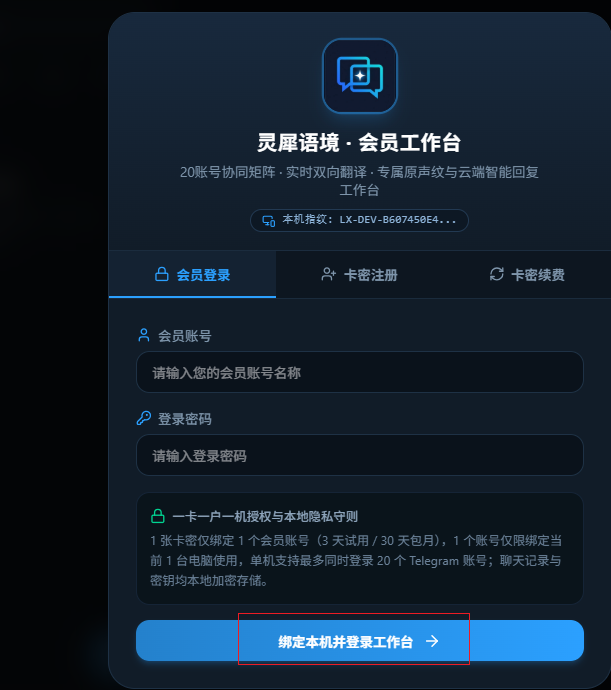 灵犀语境 · 会员工作台
20账号协同矩阵 · 实时双向翻译 · 专属原声纹与云端智能回复
工作台
本机指纹: LX-DEV-B607450E4...
会员登录
卡密注册
卡密续费
会员账号
请输入您的会员账号名称
登录密码
请输入登录密码
一卡一户一机授权与本地隐私守则
1 张卡密仅绑定 1 个会员账号（3 天试用 / 30 天包月），1 个账号仅限绑定当
前 1 台电脑使用，单机支持最多同时登录 20 个 Telegram 账号；聊天记录与
密钥均本地加密存储。
绑定本机并登录工作台 →